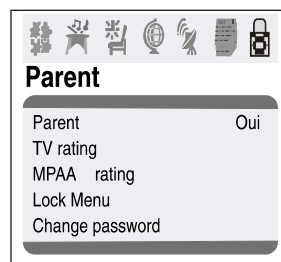 Parent
Parent Oui
TV rating
MPAA rating
Lock Menu
Change password